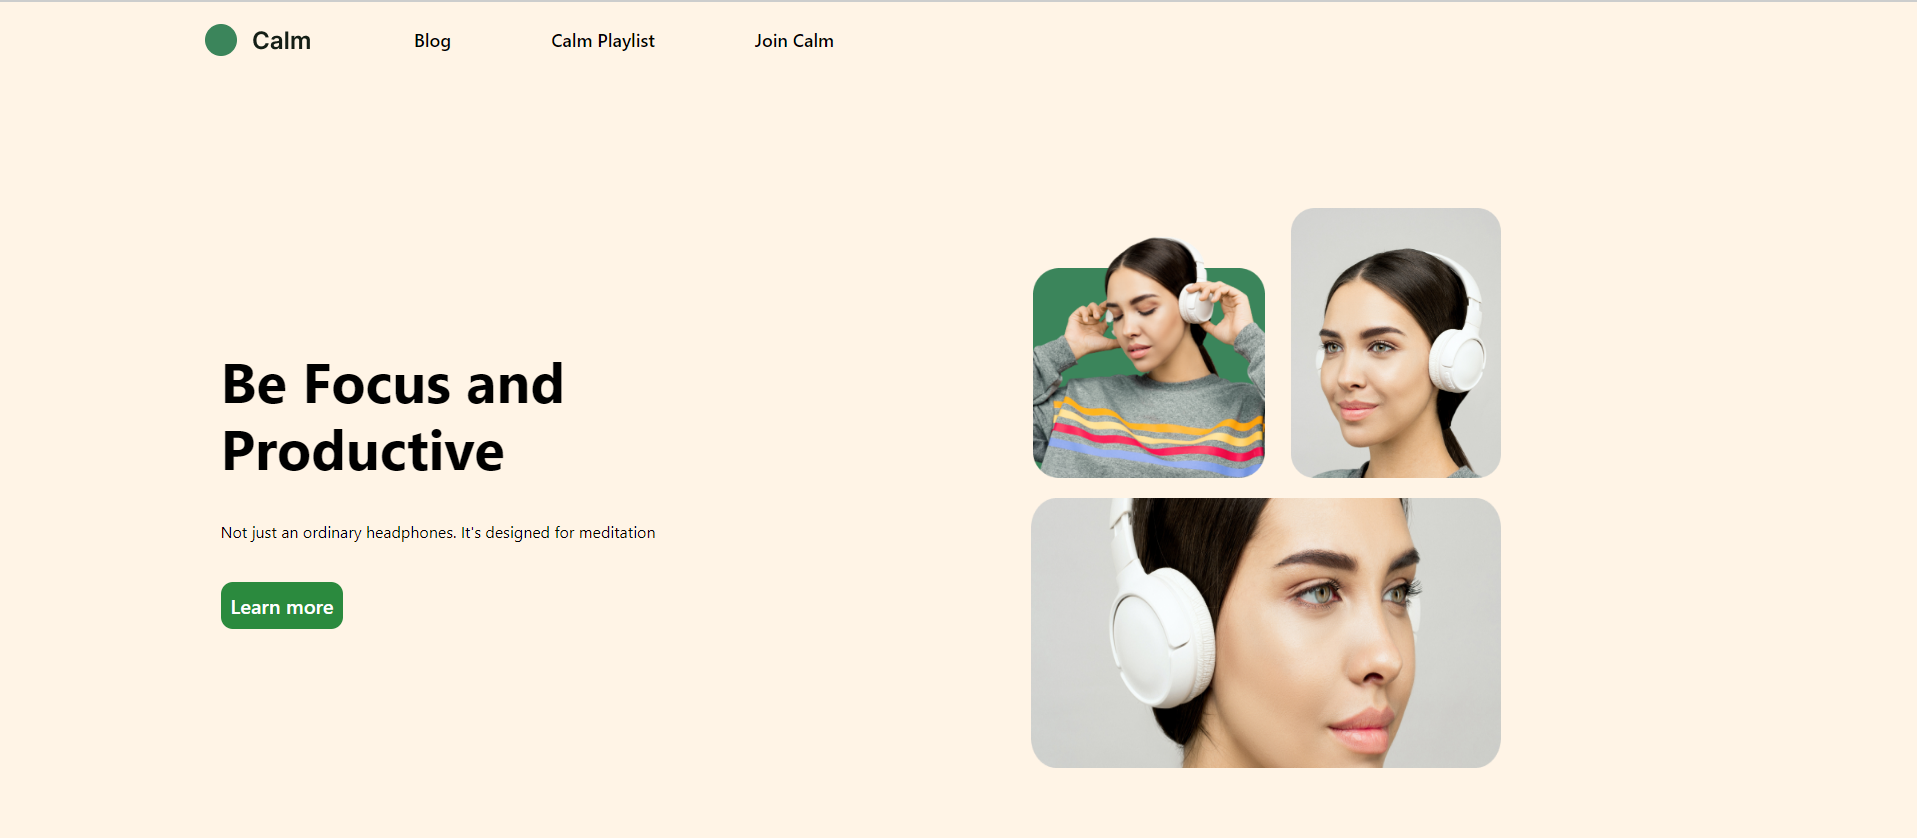 Calm
Blog
Calm Playlist
Join Calm
Be Focus and
Productive
Not just an ordinary headphones. It's designed for meditation
Learn more